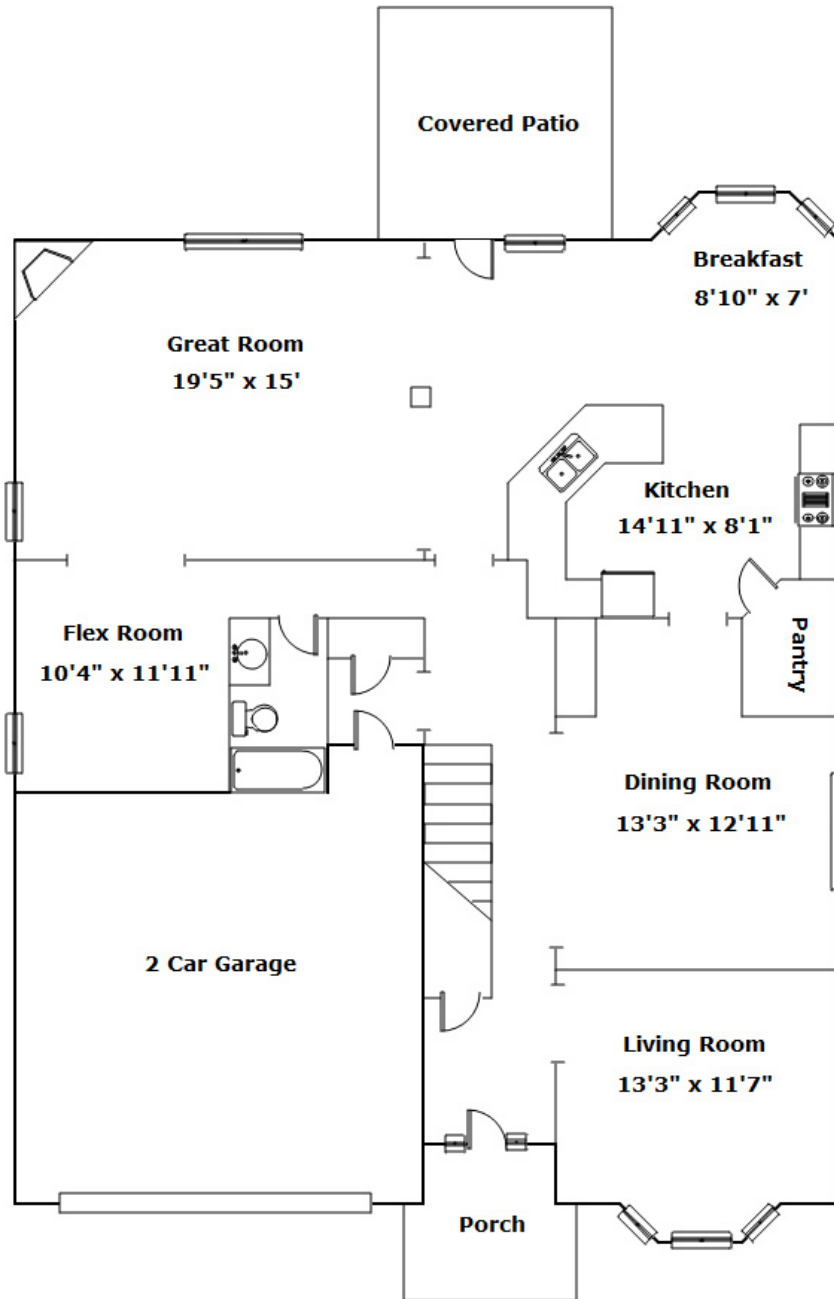 Covered Patio
Breakfast
8'10" x 7'
Great Room
19'5" x 15'
Kitchen
14'11" x 8'1"
Flex Room
10'4" x 11'11"
Pantry
Dining Room
13'3" x 12'11"
2 Car Garage
Living Room
13'3" x 11'7"
Porch